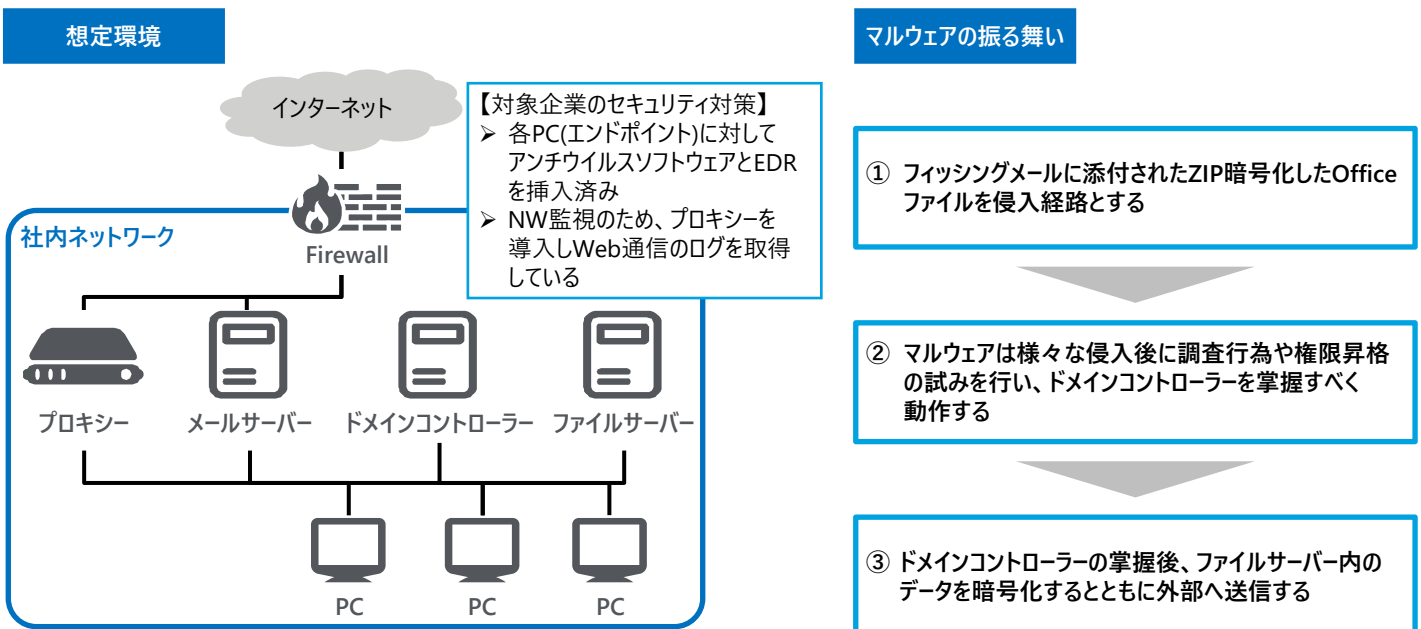 想定環境
マルウェアの振る舞い
インターネット
【対象企業のセキュリティ対策】
➢ 各PC(エンドポイント)に対して
アンチウイルスソフトウェアとEDR
を挿入済み
➢ NW監視のため、プロキシーを
導入しWeb通信のログを取得
している
社内ネットワーク
Firewall
プロキシー
メールサーバー
ドメインコントローラー
ファイルサーバー
PC
PC
PC
① フィッシングメールに添付されたZIP暗号化したOffice
ファイルを侵入経路とする
② マルウェアは様々な侵入後に調査行為や権限昇格
の試みを行い、ドメインコントローラーを掌握すべく
動作する
③ ドメインコントローラーの掌握後、ファイルサーバー内の
データを暗号化するとともに外部へ送信する